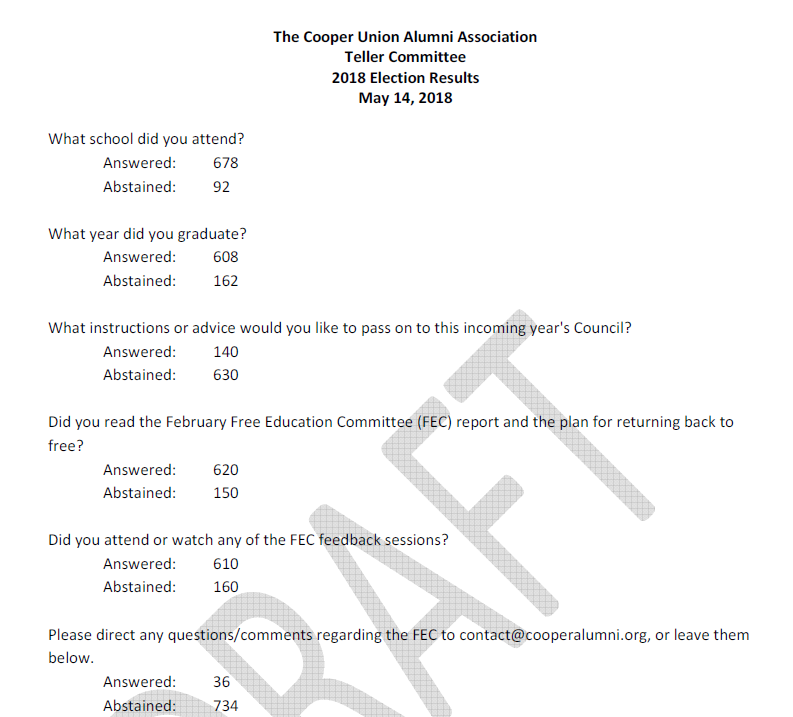 The Cooper Union Alumni Association
Teller Committee
2018 Election Results
May 14, 2018
What school did you attend?
Answered: 678
Abstained: 92
What year did you graduate?
Answered: 608
Abstained: 162
What instructions or advice would you like to pass on to this incoming year's Council?
Answered: 140
Abstained: 630
Did you read the February Free Education Committee (FEC) report and the plan for returning back to
free?
Answered: 620
Abstained: 150
Did you attend or watch any of the FEC feedback sessions?
Answered: 610
Abstained: 160
Please direct any questions/comments regarding the FEC to contact@cooperalumni.org, or leave them
below.
Answered: 36
Abstained: 734
DRAFT